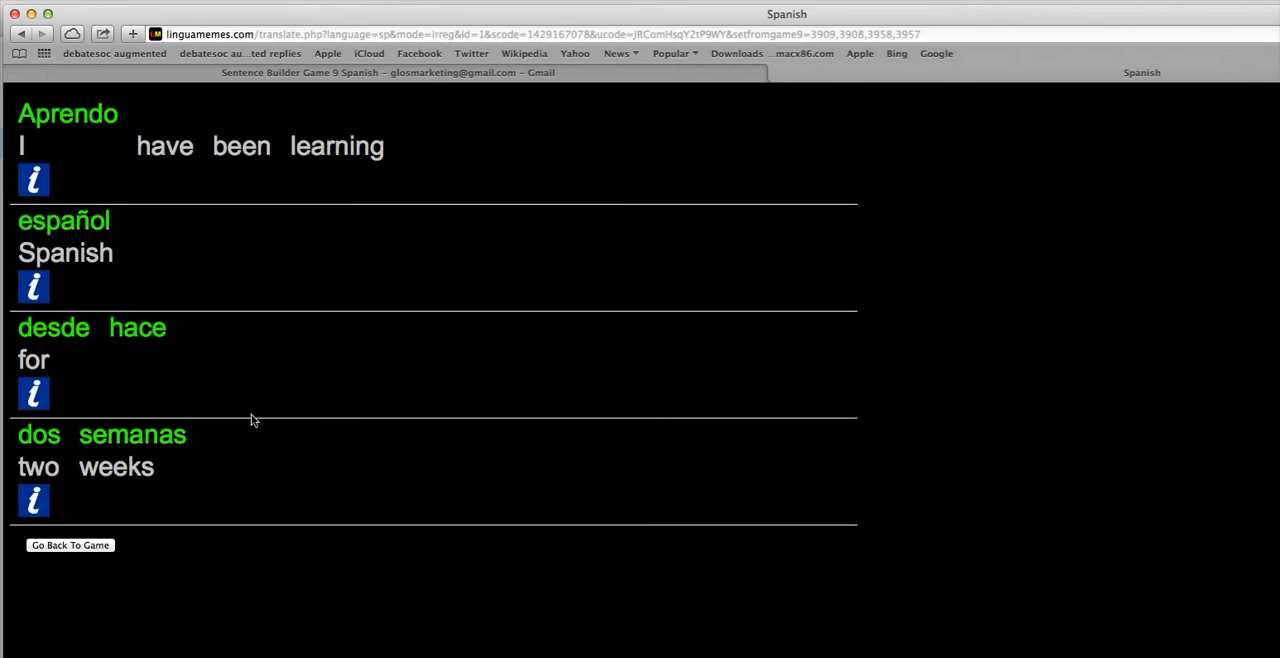 Spanish
linguamemes.com/translate.php?language=sp&mode=irreg&id=1&scode=1429167078&ucode=JRComHsqY2tP9WY&setfromgame9=3909,3908,3958,3957
debatesoc augmented debatesoc au...ted replies Apple iCloud Facebook Twitter Wikipedia Yahoo News Popular Downloads ...macx86.com Apple Bing Google
Sentence Builder Game 9 Spanish – glosmarketing@gmail.com – Gmail Spanish
Aprendo
I have been learning
i
español
Spanish
i
desde hace
for
i
dos semanas
two weeks
i
Go Back To Game